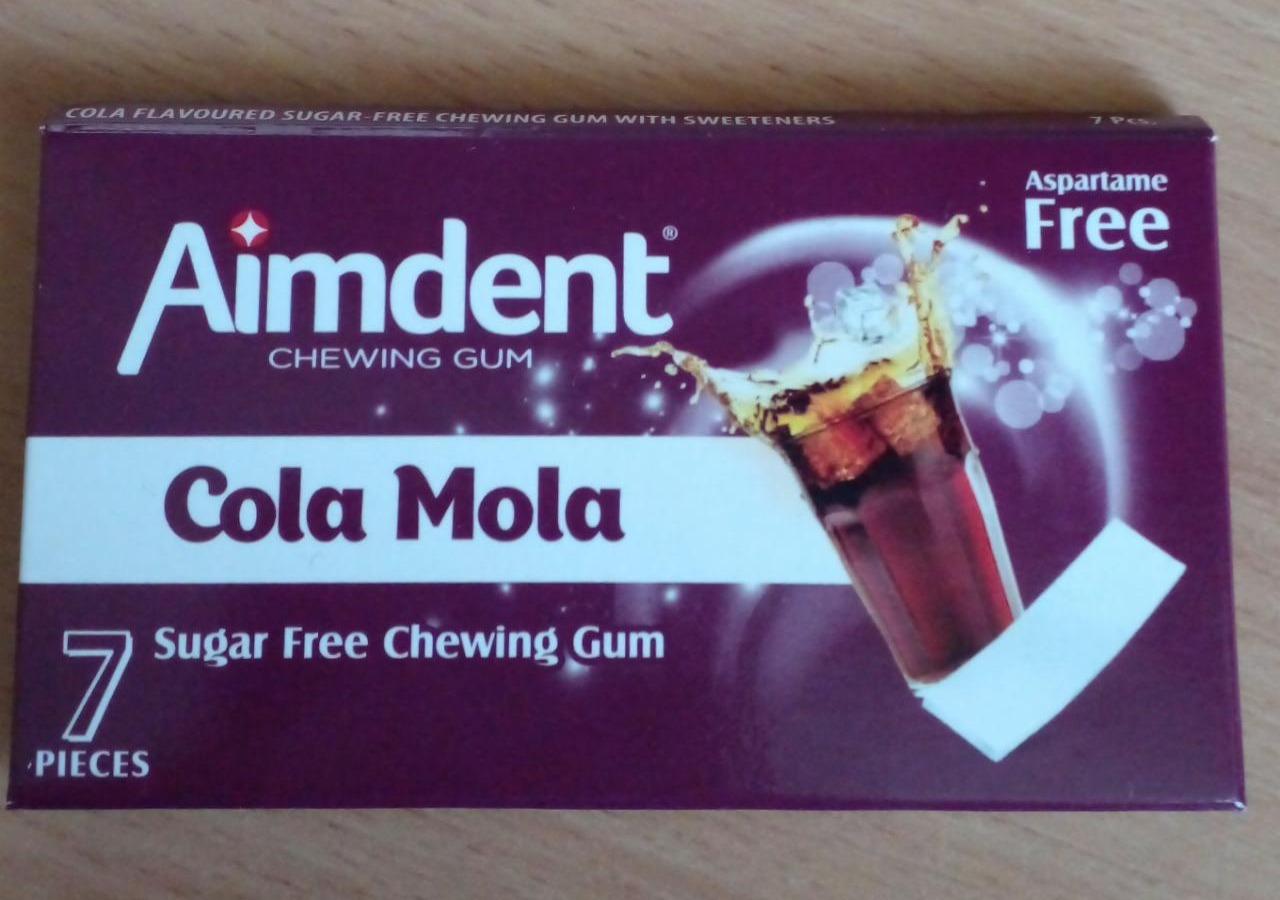 COLA FLAVOURED SUGAR-FREE CHEWING GUM WITH SWEETENERS 7 Pcs.
Aspartame
Free
Aimdent®
CHEWING GUM
Cola Mola
Sugar Free Chewing Gum
7
PIECES